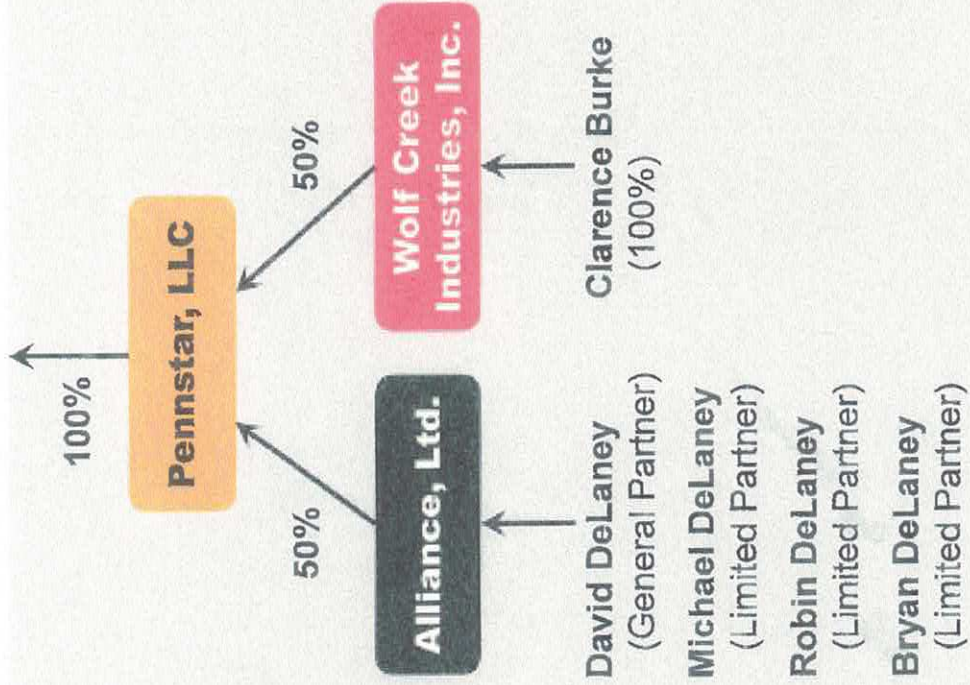 100%
Pennstar, LLC
50%
50%
Alliance, Ltd.
Wolf Creek
Industries, Inc.
David DeLaney
(General Partner)
Michael DeLaney
(Limited Partner)
Robin DeLaney
(Limited Partner)
Bryan DeLaney
(Limited Partner)
Clarence Burke
(100%)